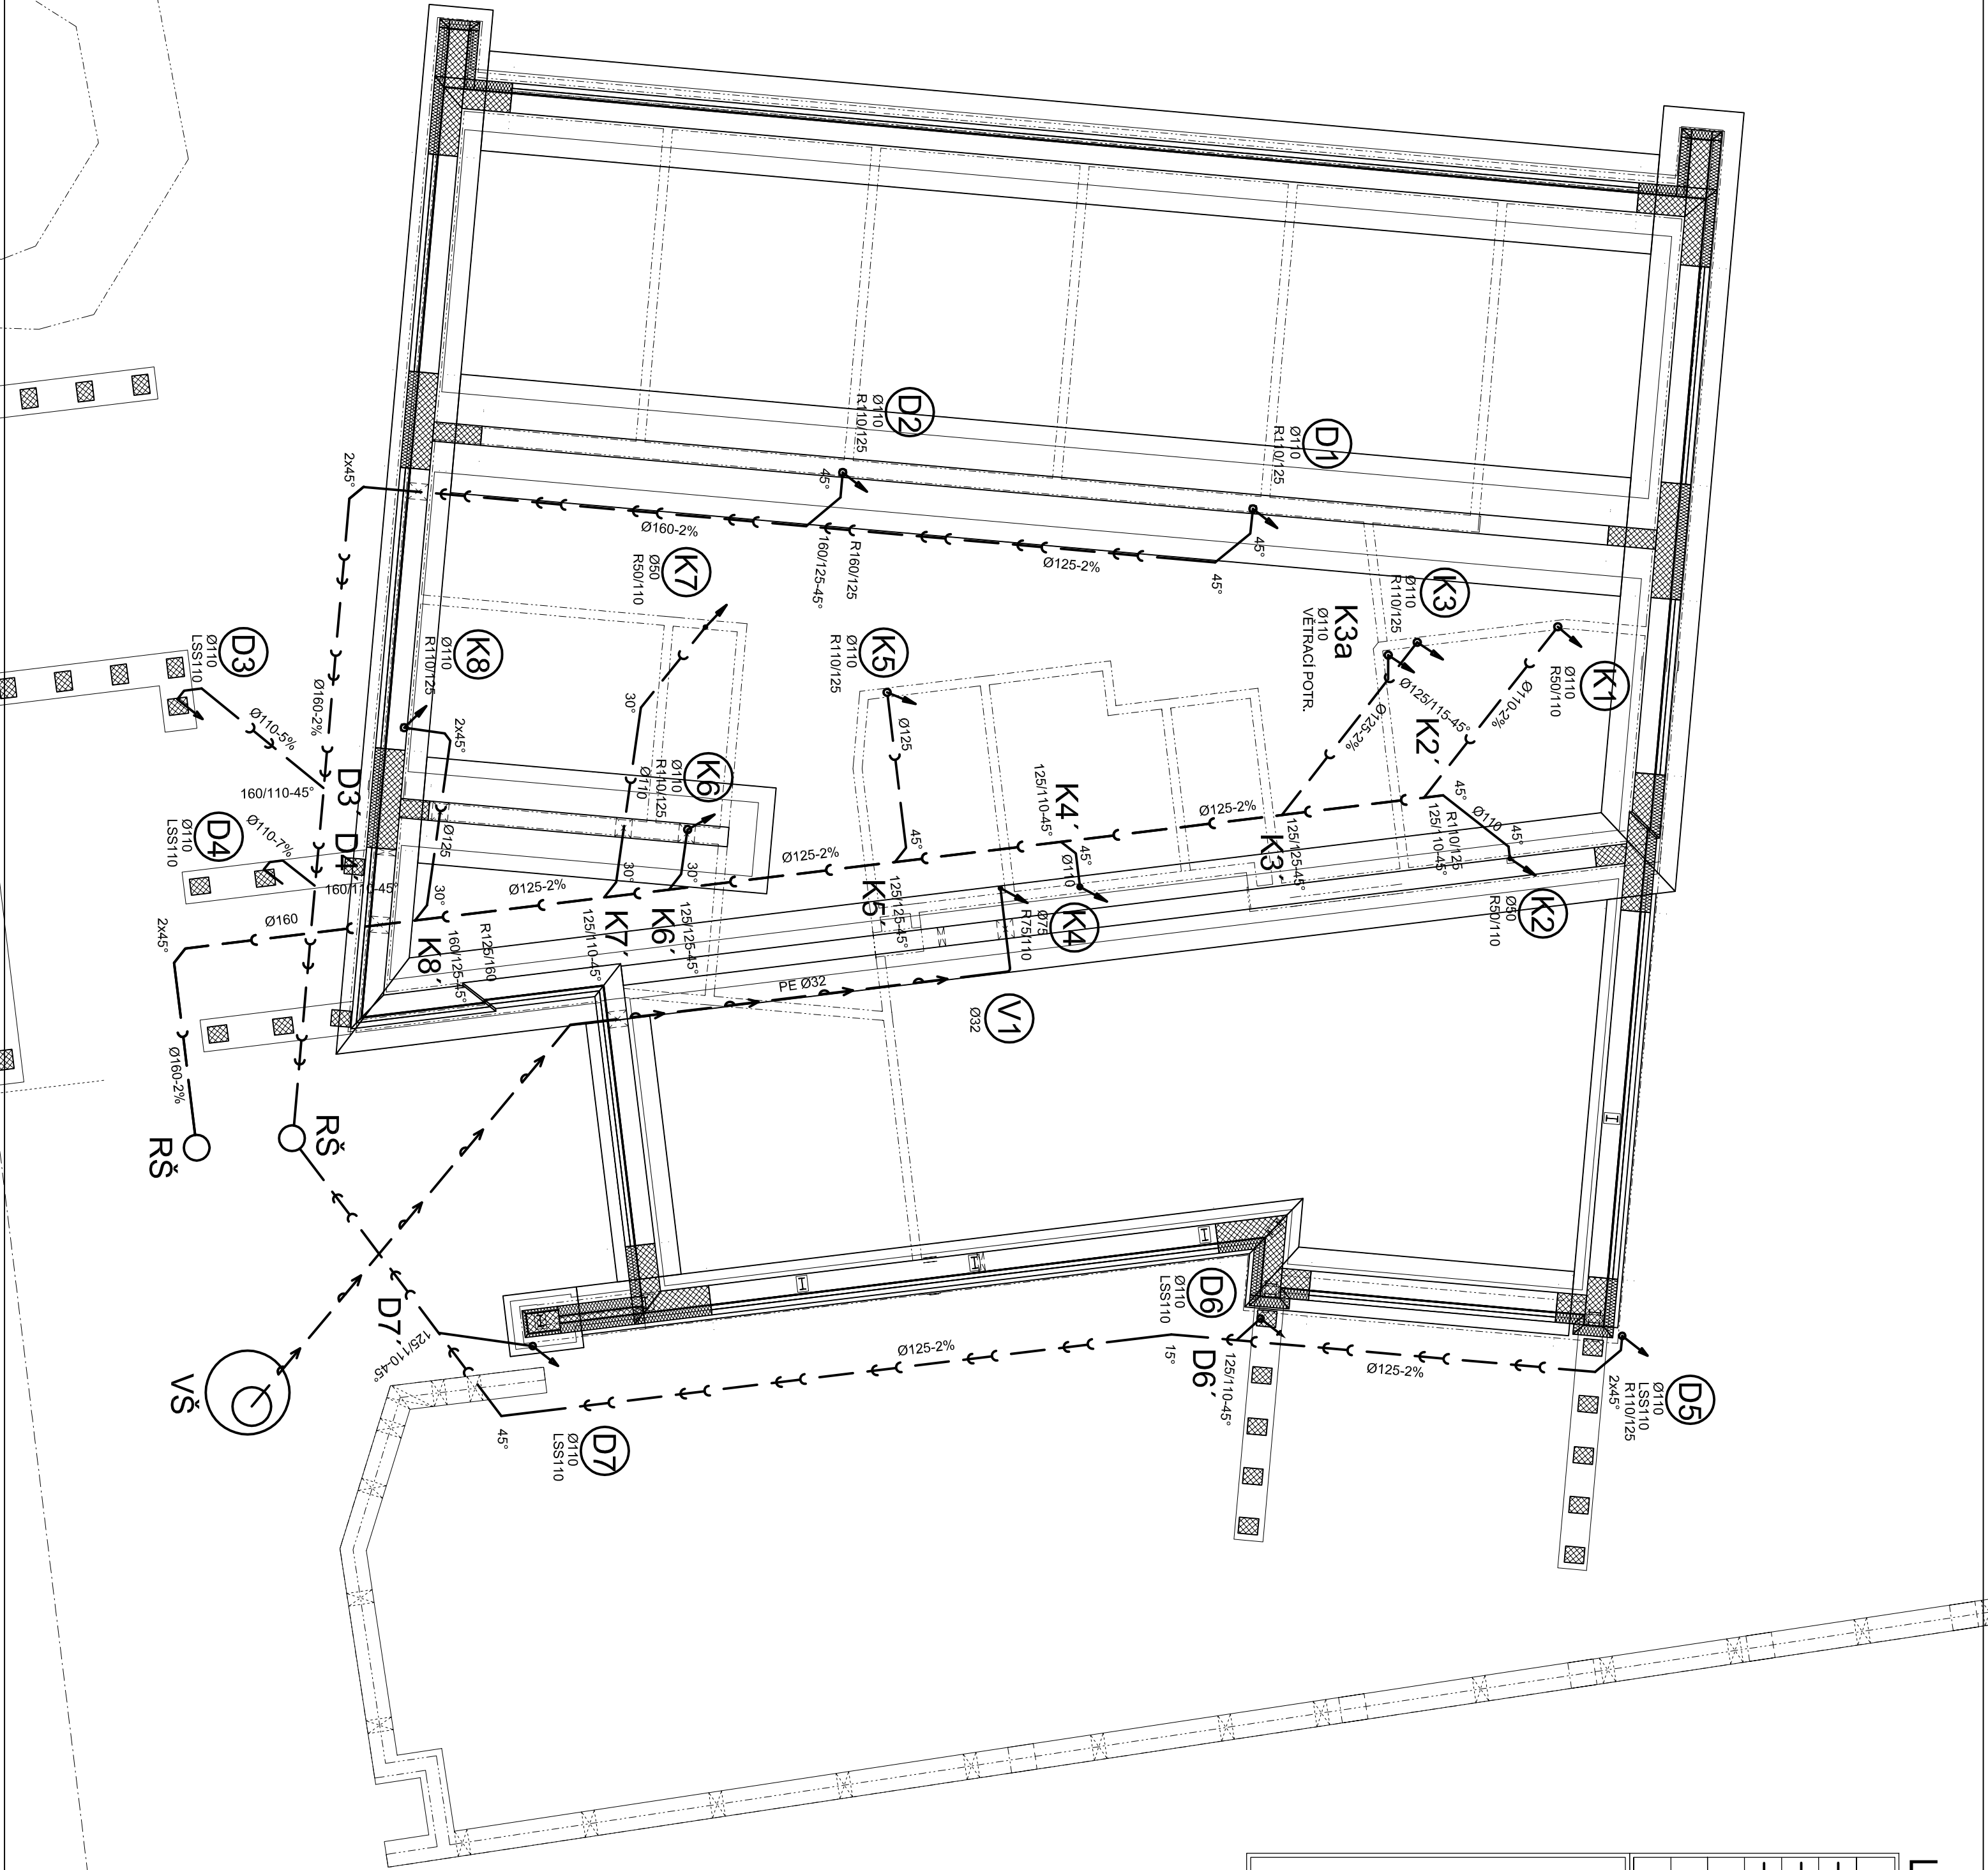 D1
Ø110
R110/125
D2
Ø110
R110/125
45°
45°
45°
2x45°
Ø160-2%
R160/125
160/125-45°
Ø125-2%
K3
Ø110
R110/125
K3a
Ø110
VĚTRACÍ POTR.
K1
Ø110
R50/110
K7
Ø50
R50/110
K5
Ø110
R110/125
K8
Ø110
R110/125
D3
Ø110
LSS110
Ø125/115-45°
Ø110-2%
Ø125-2%
K2´
30°
Ø125
2x45°
Ø160-2%
Ø110-5%
K6
Ø110
R110/125
Ø110
K4´
125/110-45°
Ø125-2%
45°
Ø110
45°
R110/125
125/110-45°
D3´
160/110-45°
D4
Ø110
LSS110
Ø110-7%
D4´
160/110-45°
Ø125
45°
45°
Ø110
K3´
125/125-45°
K2
Ø50
R50/110
Ø125-2%
Ø125-2%
30°
30°
30°
K5´
125/125-45°
K4
Ø75
R75/110
K6´
125/125-45°
K7´
125/110-45°
K8´
R125/160
160/125-45°
Ø160
2x45°
PE Ø32
V1
Ø32
Ø160-2%
RŠ
RŠ
D6
Ø110
LSS110
D7´
125/110-45°
Ø125-2%
15°
D6´
125/110-45°
Ø125-2%
2x45°
D5
Ø110
LSS110
R110/125
VŠ
45°
D7
Ø110
LSS110
L